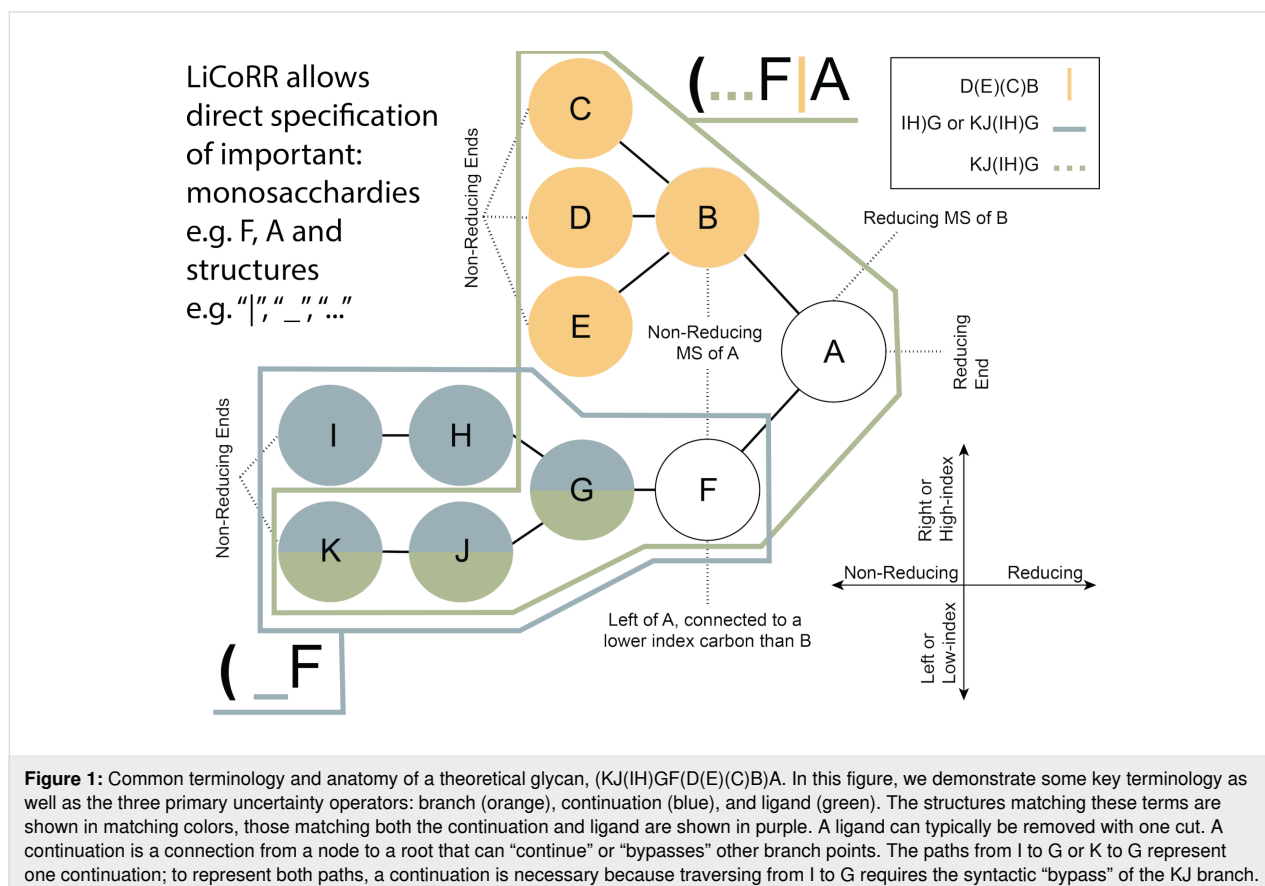 LiCoRR allows
direct specification
of important:
monosacchardies
e.g. F, A and
structures
e.g. “|”, “_”, “...”
(...F|A
D(E)(C)B
IH)G or KJ(IH)G
KJ(IH)G
Non-Reducing Ends
C
D
B
E
Reducing MS of B
Non-Reducing
MS of A
A
Reducing
End
Non-Reducing Ends
I
H
G
F
K
J
Left of A, connected to a
lower index carbon than B
Right or
High-index
Non-Reducing
Reducing
Left or
Low-index
( _F
Figure 1: Common terminology and anatomy of a theoretical glycan, (KJ(IH)GF(D(E)(C)B)A. In this figure, we demonstrate some key terminology as
well as the three primary uncertainty operators: branch (orange), continuation (blue), and ligand (green). The structures matching these terms are
shown in matching colors, those matching both the continuation and ligand are shown in purple. A ligand can typically be removed with one cut. A
continuation is a connection from a node to a root that can “continue” or “bypasses” other branch points. The paths from I to G or K to G represent
one continuation; to represent both paths, a continuation is necessary because traversing from I to G requires the syntactic “bypass” of the KJ branch.